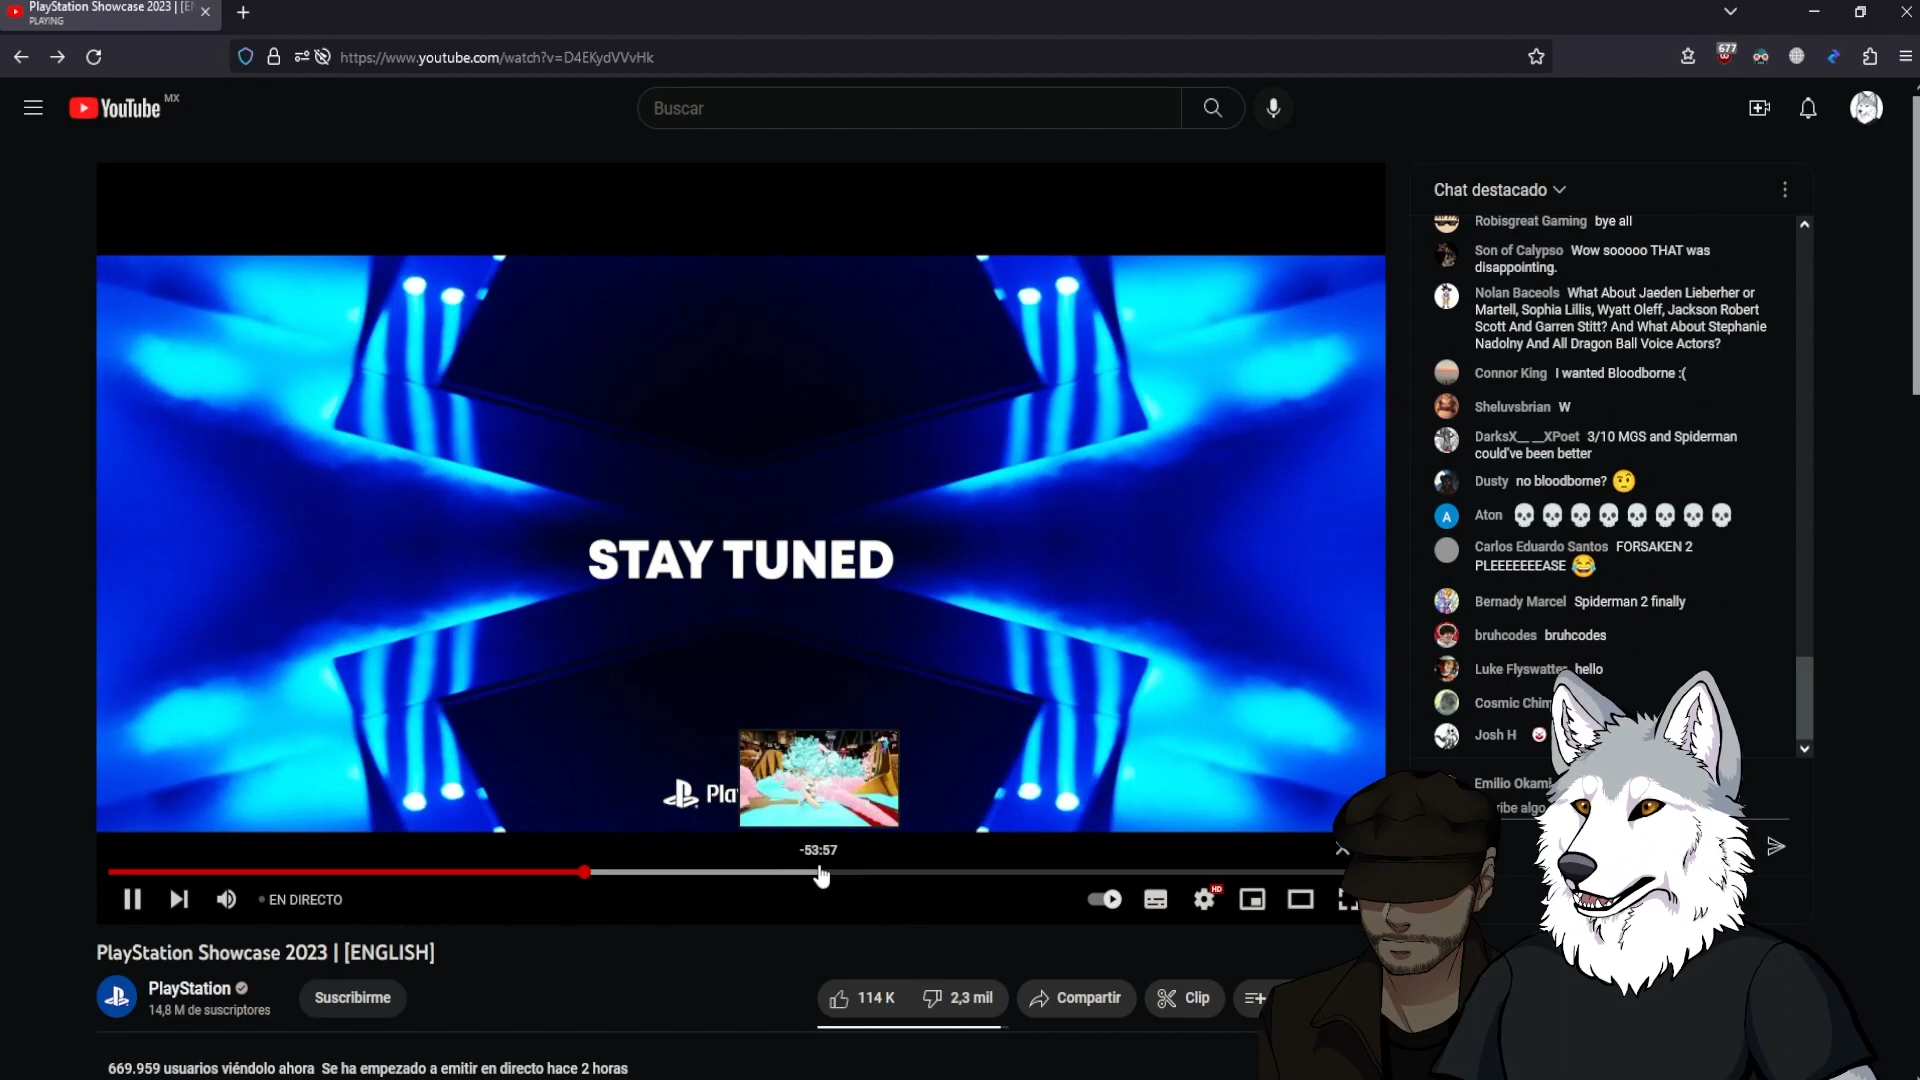 PlayStation Showcase 2023 | [EN
PLAYING
https://www.youtube.com/watch?v=D4EKydVVvHk
677
YouTube MX
Buscar
Chat destacado
Robisgreat Gaming bye all
Son of Calypso Wow sooooo THAT was
disappointing.
Nolan Baceols What About Jaeden Lieberher or
Martell, Sophia Lillis, Wyatt Oleff, Jackson Robert
Scott And Garren Stitt? And What About Stephanie
Nadolny And All Dragon Ball Voice Actors?
Connor King I wanted Bloodborne :(
Sheluvsbrian W
DarksX__ __XPoet 3/10 MGS and Spiderman
could've been better
Dusty no bloodborne? 🤨
A Aton 💀💀💀💀💀💀💀💀
Carlos Eduardo Santos FORSAKEN 2
PLEEEEEEEASE 😂
Bernady Marcel Spiderman 2 finally
bruhcodes bruhcodes
Luke Flyswatter hello
Cosmic Chim
Josh H 🤡
Emilio Okami
ribe algo
STAY TUNED
Pla
-53:57
EN DIRECTO
HD
PlayStation Showcase 2023 | [ENGLISH]
PlayStation
14,8 M de suscriptores
Suscribirme
114 K
2,3 mil
Compartir
Clip
669.959 usuarios viéndolo ahora Se ha empezado a emitir en directo hace 2 horas